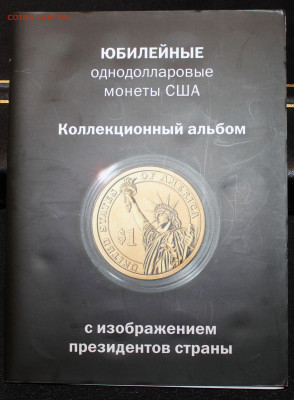 ЮБИЛЕЙНЫЕ
однодолларовые
монеты США
Коллекционный альбом
UNITED STATES OF AMERICA
$1
с изображением
президентов страны